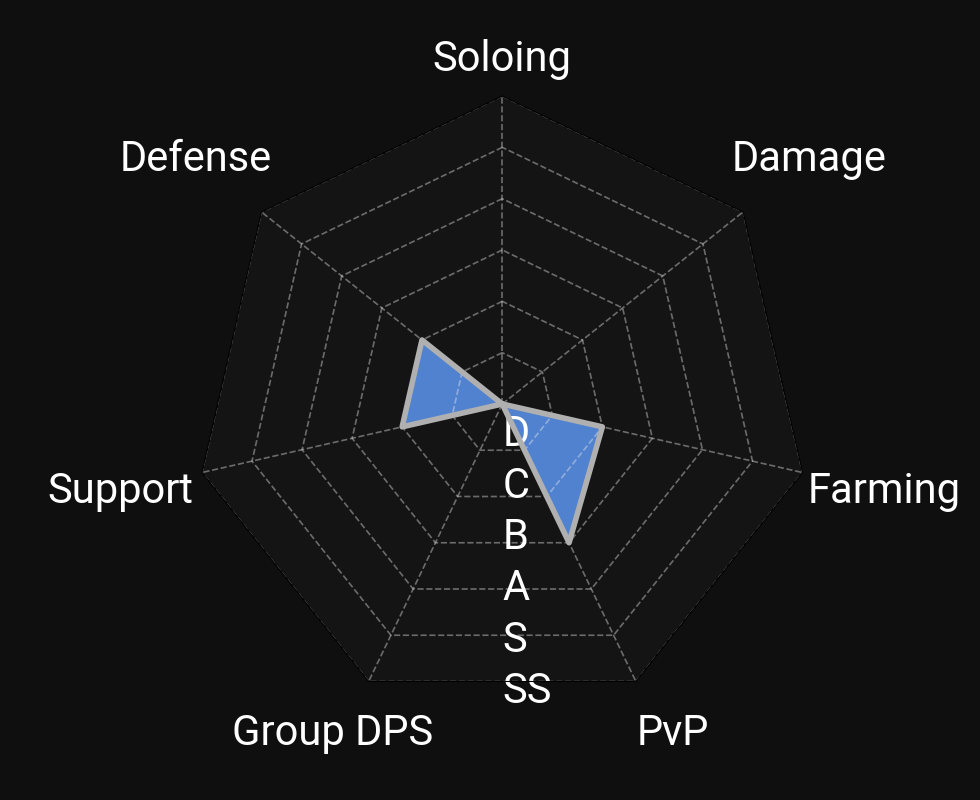 Soloing
Defense
Damage
D
C
Support
Farming
B
A
S
SS
Group DPS
PvP